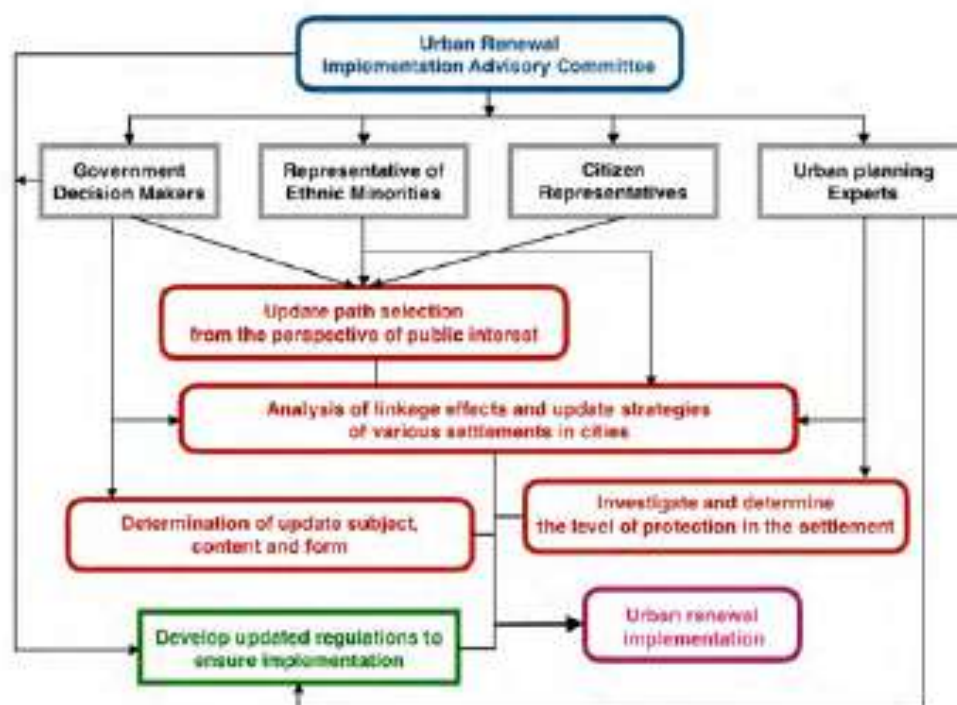 Urban Renewal
Implementation Advisory Committee
Government
Decision Makers
Representative of
Ethnic Minorities
Citizen
Representatives
Urban planning
Experts
Update path selection
from the perspective of public interest
Analysis of linkage effects and update strategies
of various settlements in cities
Determination of update subject,
content and form
Investigate and determine
the level of protection in the settlement
Develop updated regulations to
ensure implementation
Urban renewal
implementation